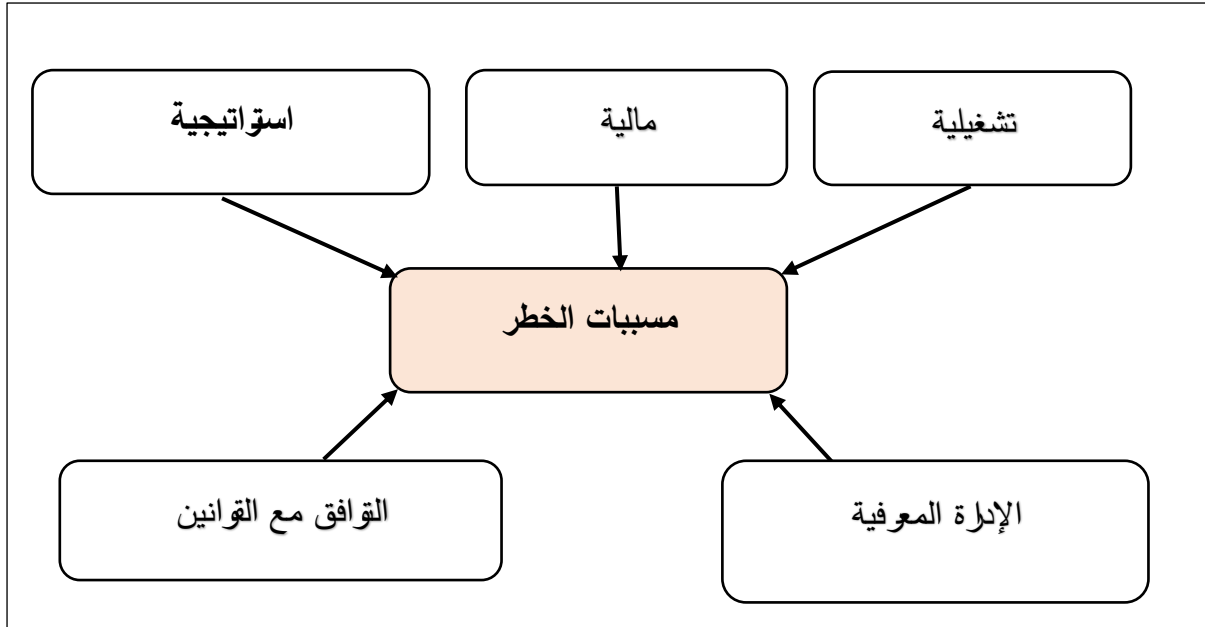 تشغيلية
مالية
استراتيجية
مسببات الخطر
الإدارة المعرفية
التوافق مع القوانين